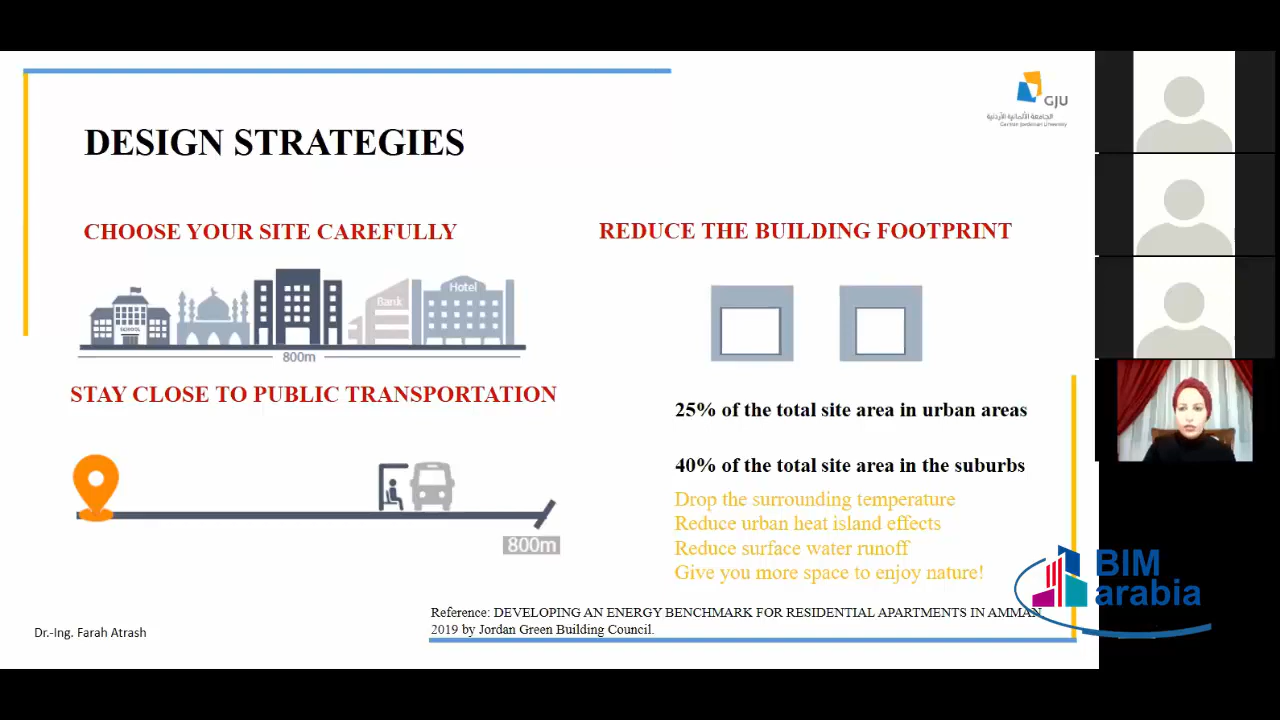 GJU
الجامعة الألمانية الأردنية
German Jordanian University
DESIGN STRATEGIES
CHOOSE YOUR SITE CAREFULLY
SCHOOL
Bank
Hotel
800m
STAY CLOSE TO PUBLIC TRANSPORTATION
800m
REDUCE THE BUILDING FOOTPRINT
25% of the total site area in urban areas
40% of the total site area in the suburbs
Drop the surrounding temperature
Reduce urban heat island effects
Reduce surface water runoff
Give you more space to enjoy nature!
BIM
arabia
Reference: DEVELOPING AN ENERGY BENCHMARK FOR RESIDENTIAL APARTMENTS IN AMMAN
2019 by Jordan Green Building Council.
Dr.-Ing. Farah Atrash